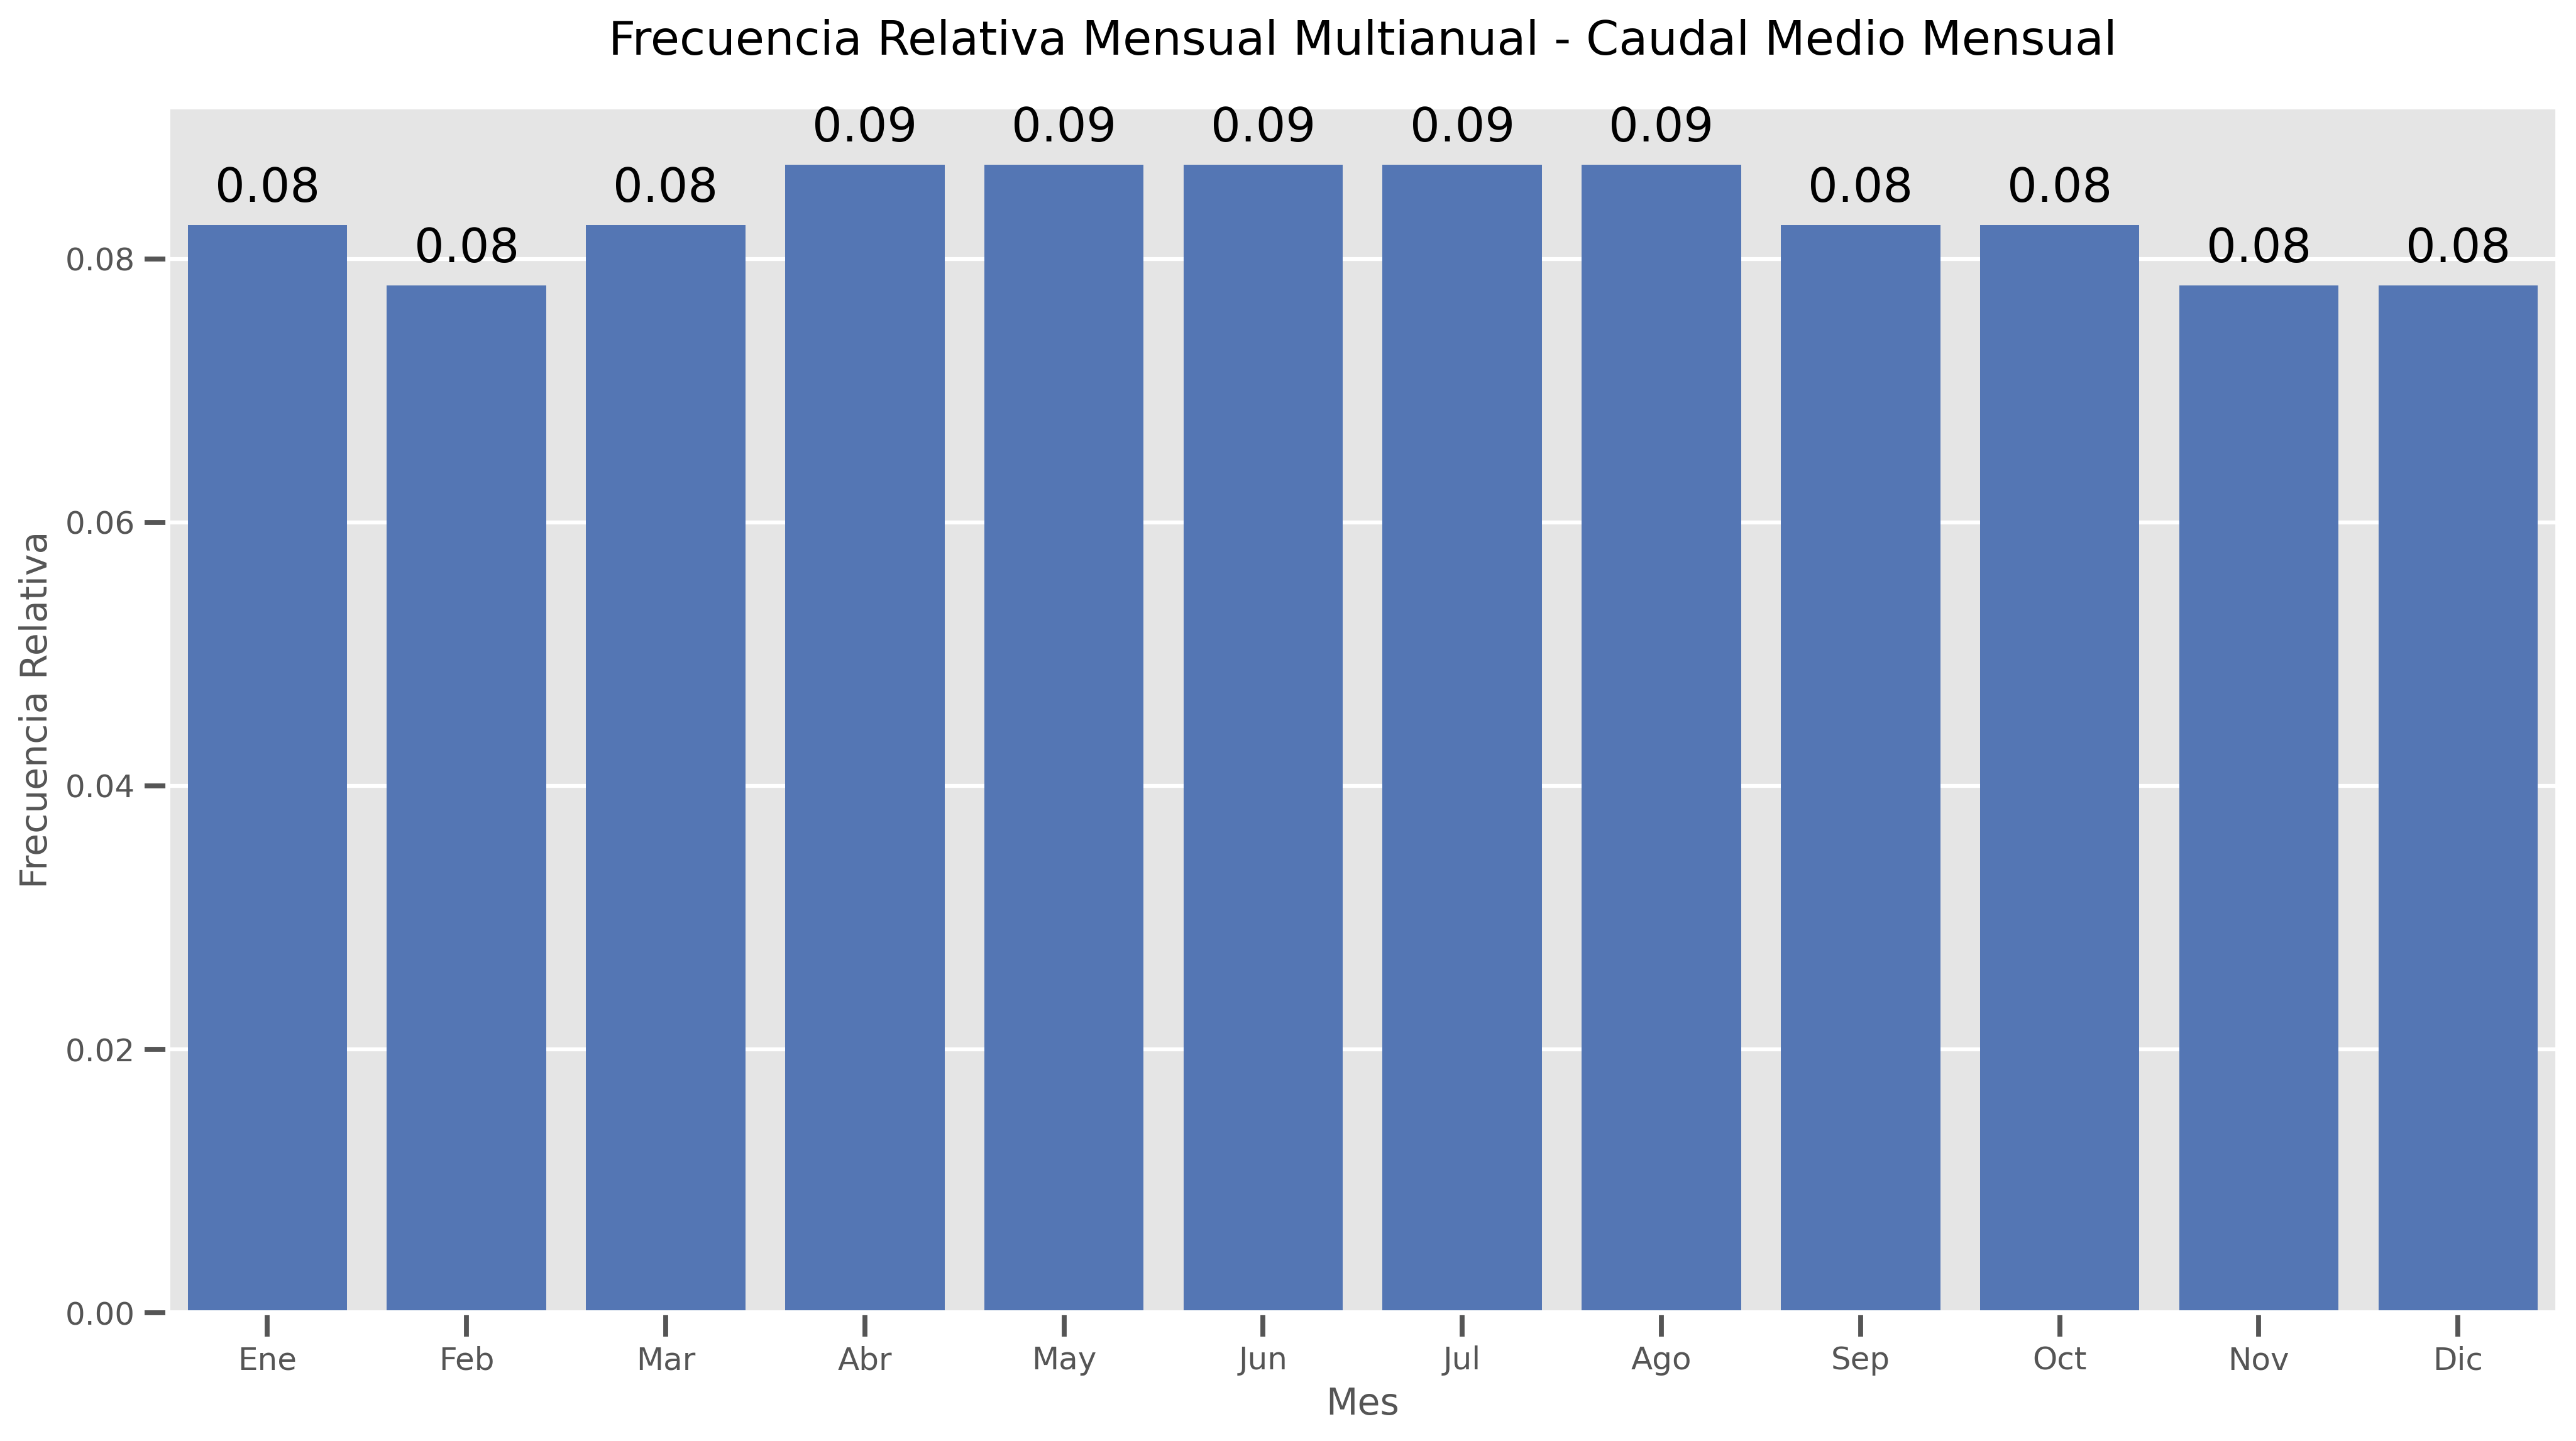 Frecuencia Relativa Mensual Multianual - Caudal Medio Mensual
0.09 0.09 0.09 0.09 0.09
0.08 0.08 0.08 0.08
0.08 0.08 0.08
0.08
0.06
0.04
0.02
0.00
Frecuencia Relativa
Ene Feb Mar Abr May Jun Jul Ago Sep Oct Nov Dic
Mes